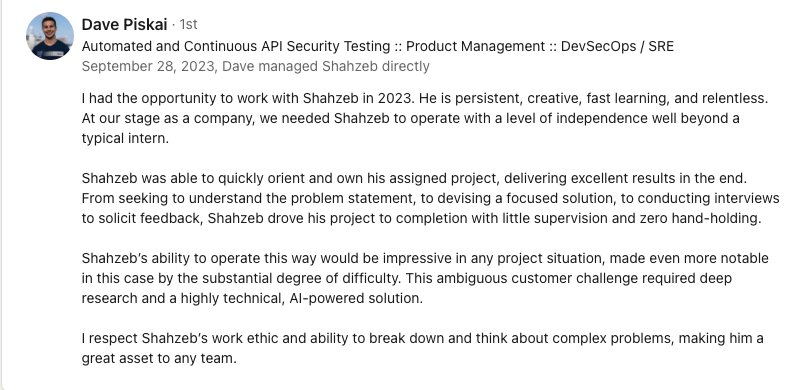 Dave Piskai · 1st
Automated and Continuous API Security Testing :: Product Management :: DevSecOps / SRE
September 28, 2023, Dave managed Shahzeb directly
I had the opportunity to work with Shahzeb in 2023. He is persistent, creative, fast learning, and relentless.
At our stage as a company, we needed Shahzeb to operate with a level of independence well beyond a
typical intern.
Shahzeb was able to quickly orient and own his assigned project, delivering excellent results in the end.
From seeking to understand the problem statement, to devising a focused solution, to conducting interviews
to solicit feedback, Shahzeb drove his project to completion with little supervision and zero hand-holding.
Shahzeb’s ability to operate this way would be impressive in any project situation, made even more notable
in this case by the substantial degree of difficulty. This ambiguous customer challenge required deep
research and a highly technical, AI-powered solution.
I respect Shahzeb’s work ethic and ability to break down and think about complex problems, making him a
great asset to any team.